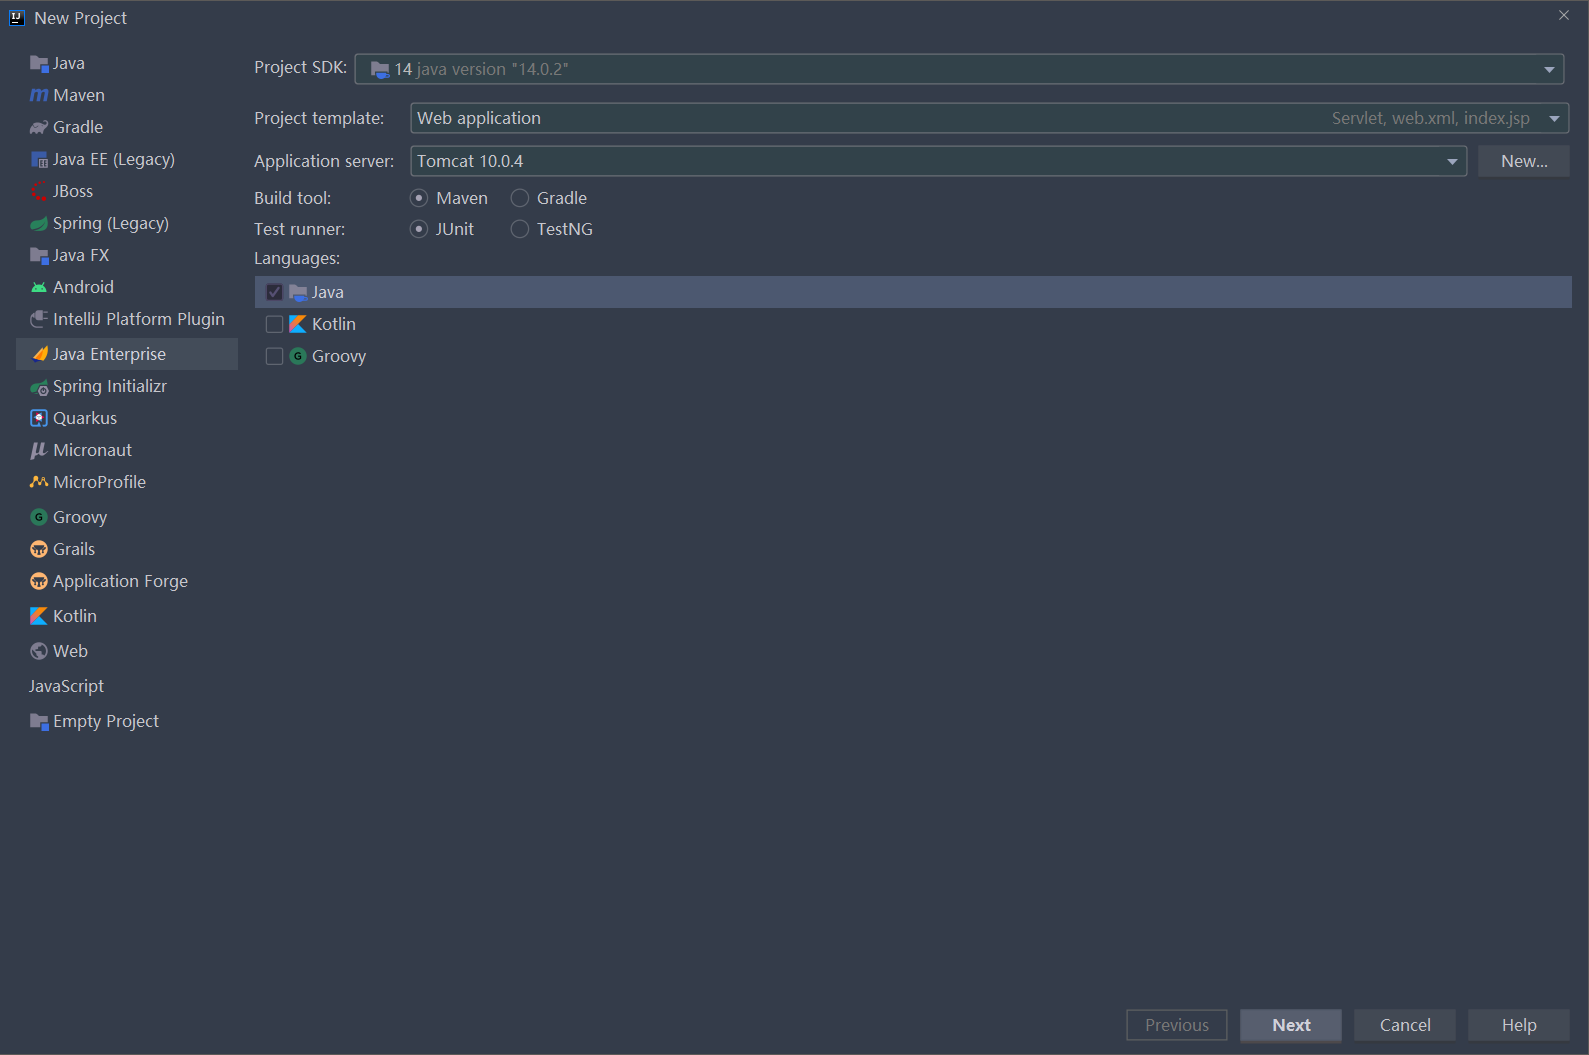 New Project
Java
Maven
Gradle
Java EE (Legacy)
JBoss
Spring (Legacy)
Java FX
Android
IntelliJ Platform Plugin
Java Enterprise
Spring Initializr
Quarkus
Micronaut
MicroProfile
Groovy
Grails
Application Forge
Kotlin
Web
JavaScript
Empty Project
Project SDK: 14 java version "14.0.2"
Project template: Web application Servlet, web.xml, index.jsp
Application server: Tomcat 10.0.4 New...
Build tool: Maven Gradle
Test runner: JUnit TestNG
Languages:
Java
Kotlin
Groovy
Previous Next Cancel Help